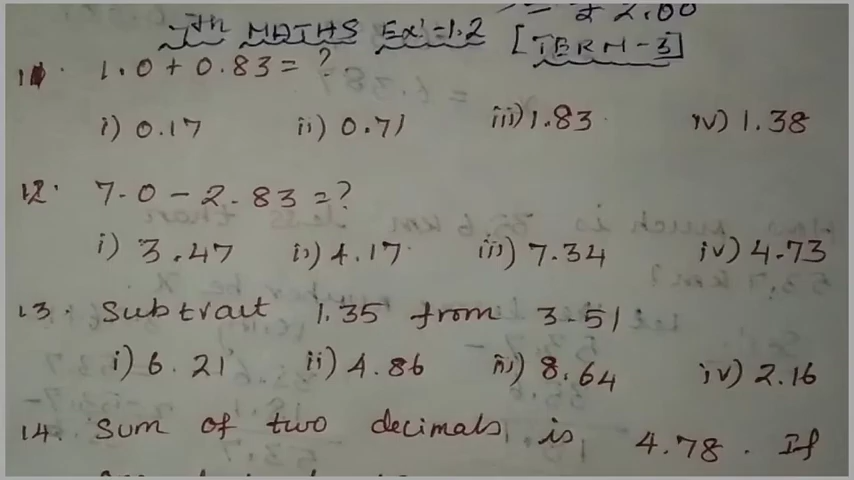 = ₹ 2.00
7th MATHS Ex:-1.2 [TERM-3]
11. 1.0 + 0.83 = ?
i) 0.17 ii) 0.71 iii) 1.83 iv) 1.38
12. 7.0 - 2.83 = ?
i) 3.47 ii) 4.17 iii) 7.34 iv) 4.73
13. Subtract 1.35 from 3.51
i) 6.21 ii) 4.86 iii) 8.64 iv) 2.16
14. Sum of two decimals is 4.78. If